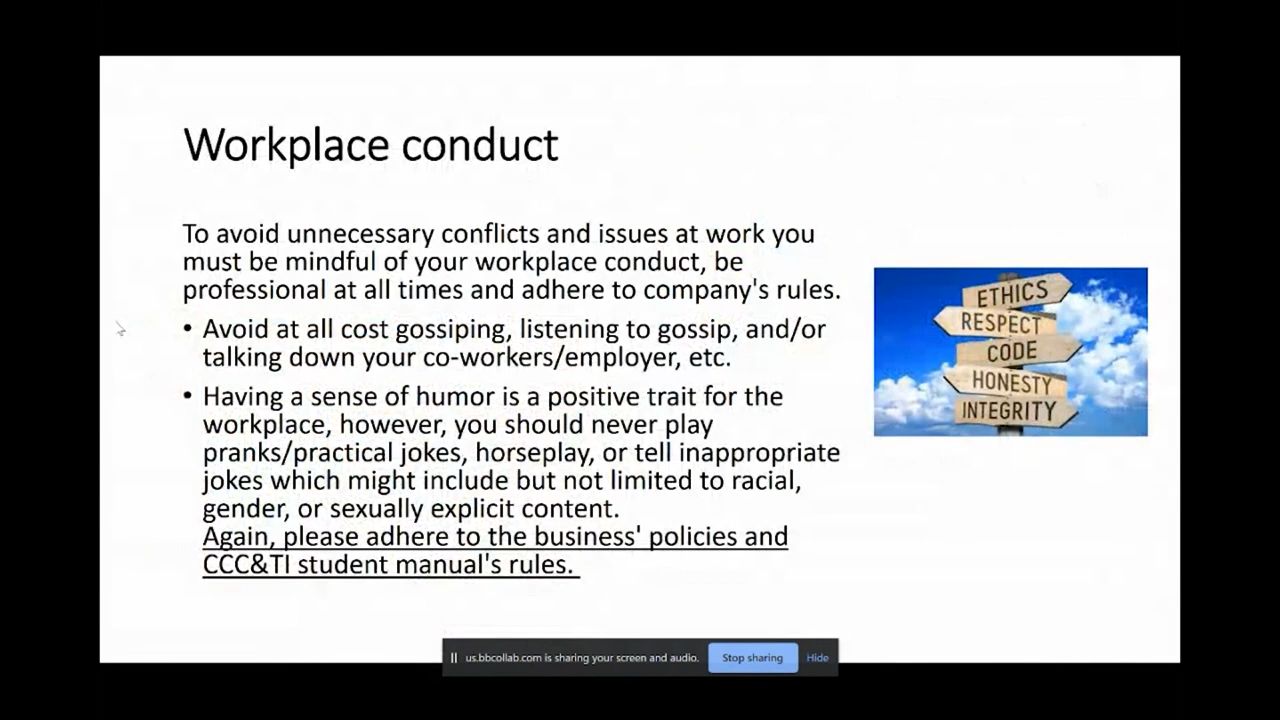 Workplace conduct
To avoid unnecessary conflicts and issues at work you
must be mindful of your workplace conduct, be
professional at all times and adhere to company's rules.
• Avoid at all cost gossiping, listening to gossip, and/or
talking down your co-workers/employer, etc.
• Having a sense of humor is a positive trait for the
workplace, however, you should never play
pranks/practical jokes, horseplay, or tell inappropriate
jokes which might include but not limited to racial,
gender, or sexually explicit content.
Again, please adhere to the business' policies and
CCC&TI student manual's rules.
ETHICS
RESPECT
CODE
HONESTY
INTEGRITY
us.bbcollab.com is sharing your screen and audio. Stop sharing Hide